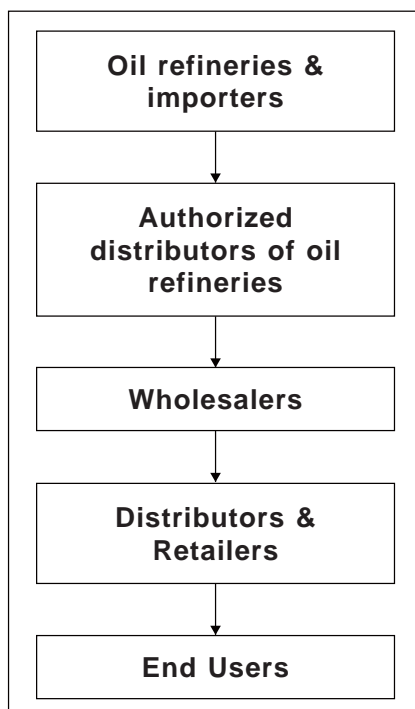 Oil refineries &
importers
Authorized
distributors of oil
refineries
Wholesalers
Distributors &
Retailers
End Users